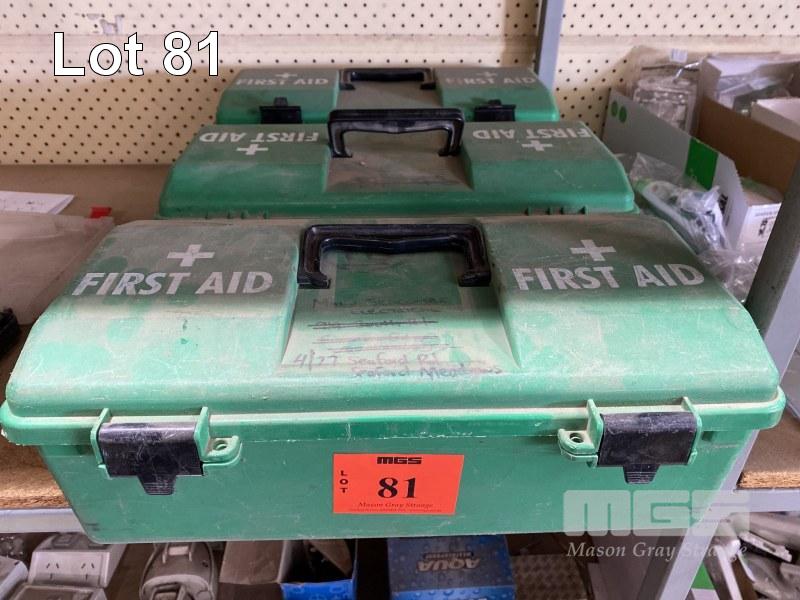 Lot 81
FIRST AID
FIRST AID
FIRST AID
FIRST AID
FIRST AID
FIRST AID
4/27 Seaford Rd
Seaford Meadows
MGS
LOT
81
Mason Gray Strange
MGS
Mason Gray Strange
AQUA